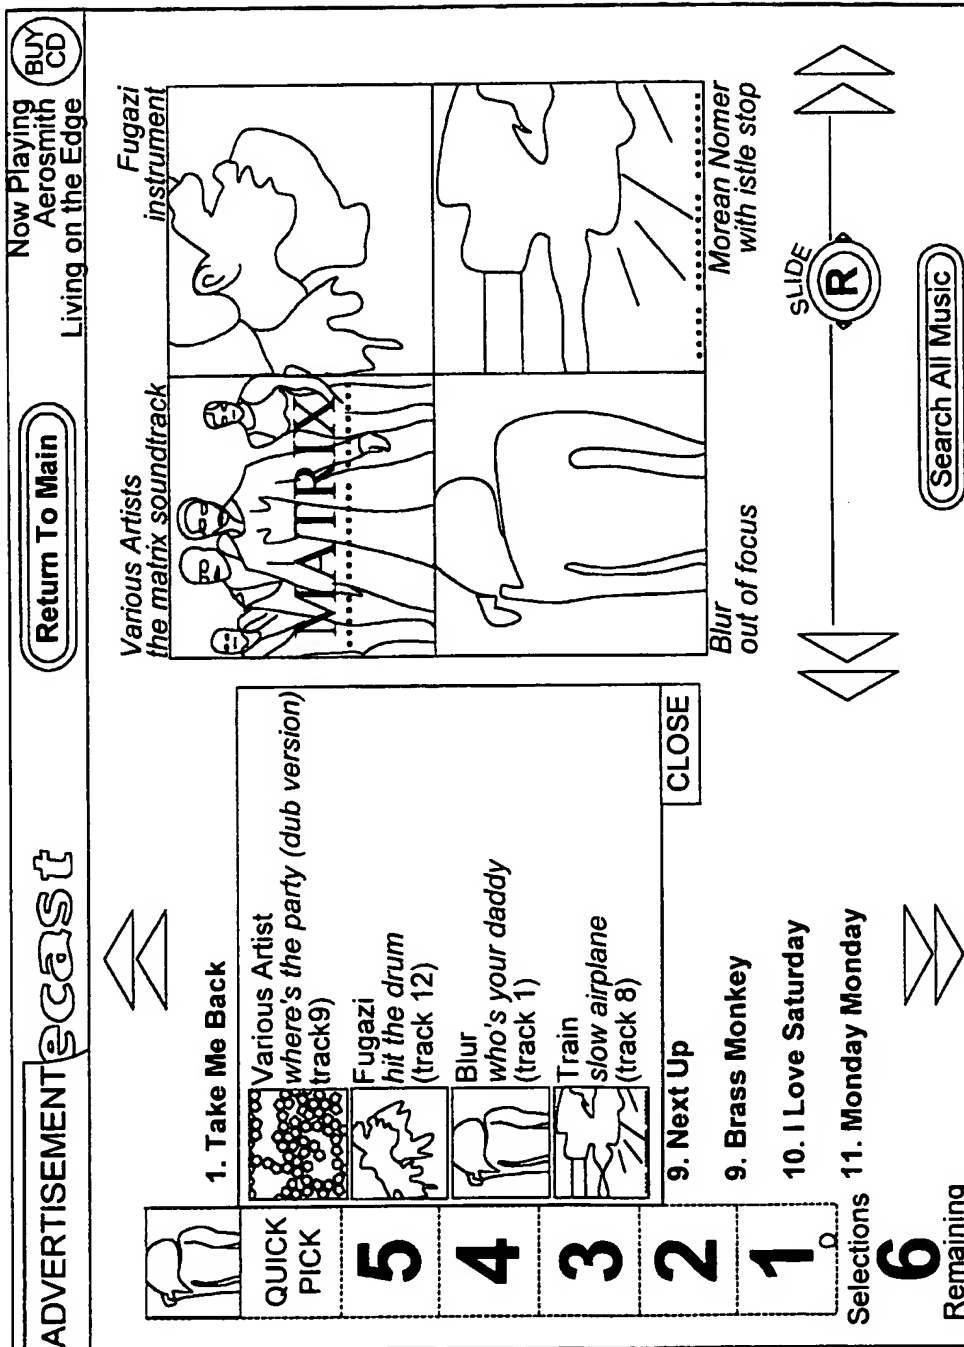 ADVERTISEMENT
ecast
Return To Main
Now Playing
Aerosmith
Living on the Edge
BUY
CD
1. Take Me Back
QUICK
PICK
5
4
3
2
1
Selections
6
Remaining
Various Artist
where's the party (dub version)
track9)
Fugazi
hit the drum
(track 12)
Blur
who's your daddy
(track 1)
Train
slow airplane
(track 8)
CLOSE
9. Next Up
9. Brass Monkey
10. I Love Saturday
11. Monday Monday
Various Artists
the matrix soundtrack
MATRIX
Fugazi
instrument
Blur
out of focus
Morean Nomer
with istle stop
SLIDE
R
Search All Music